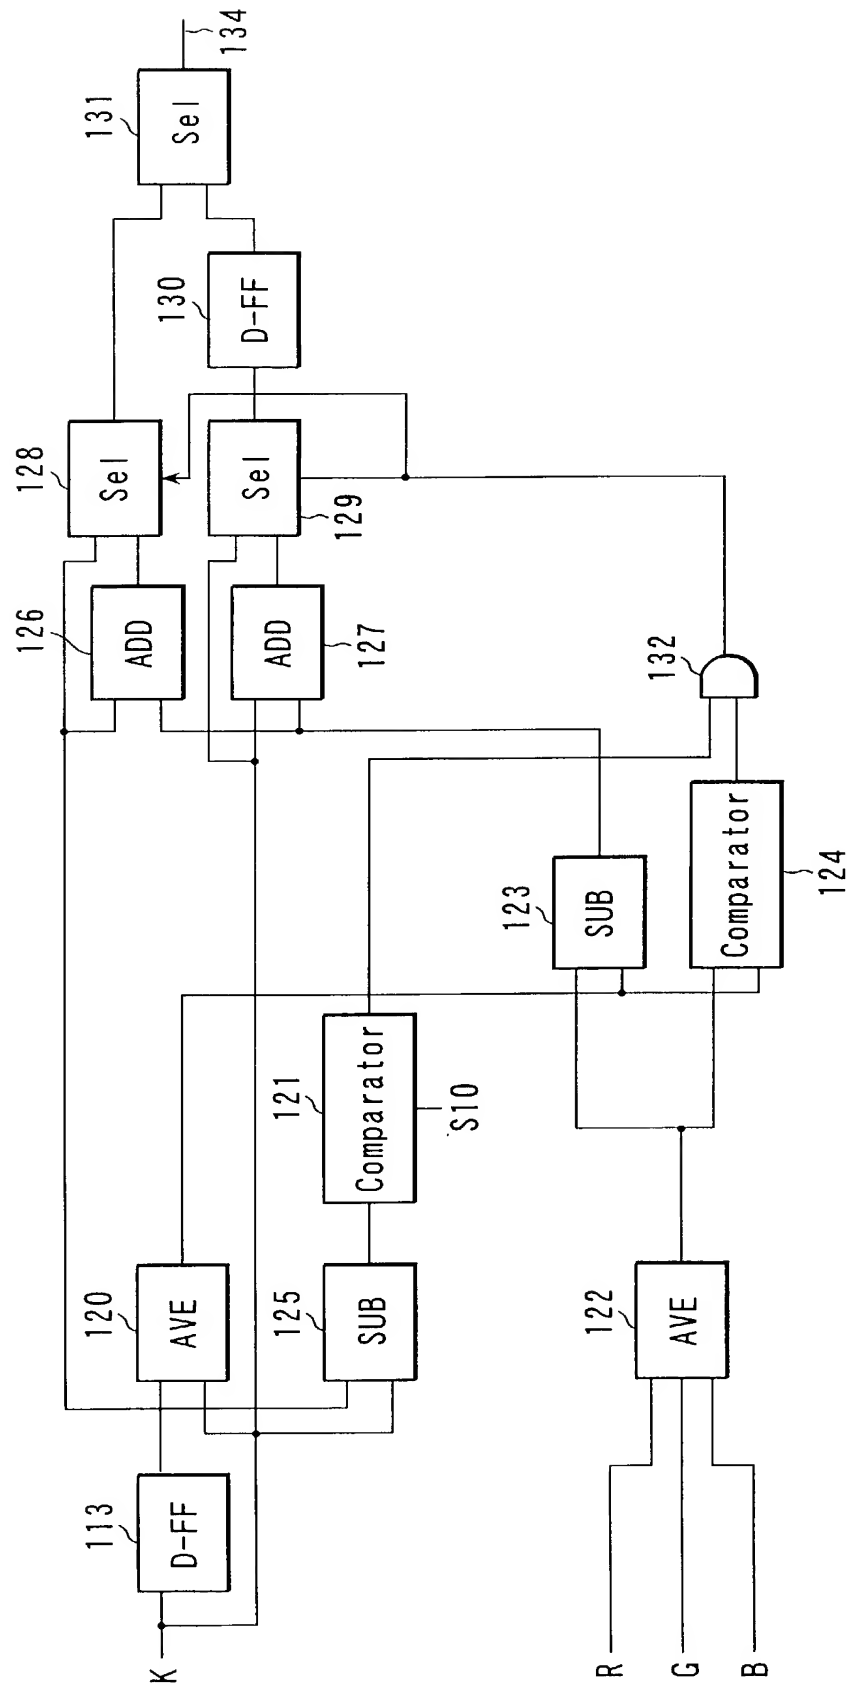 K
113
D-FF
120
AVE
125
SUB
121
Comparator
S10
126
ADD
127
ADD
128
Sel
129
Sel
130
D-FF
131
Sel
134
R
G
B
122
AVE
123
SUB
124
Comparator
132